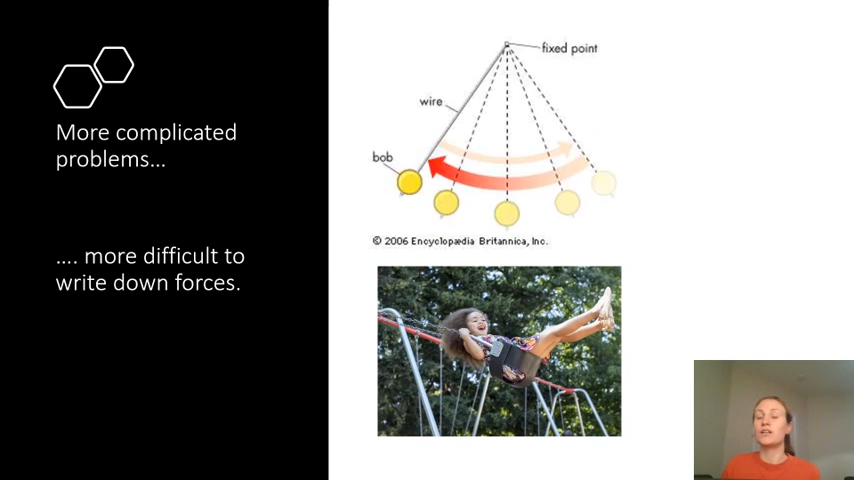 More complicated
problems...
.... more difficult to
write down forces.
fixed point
wire
bob
© 2006 Encyclopædia Britannica, Inc.